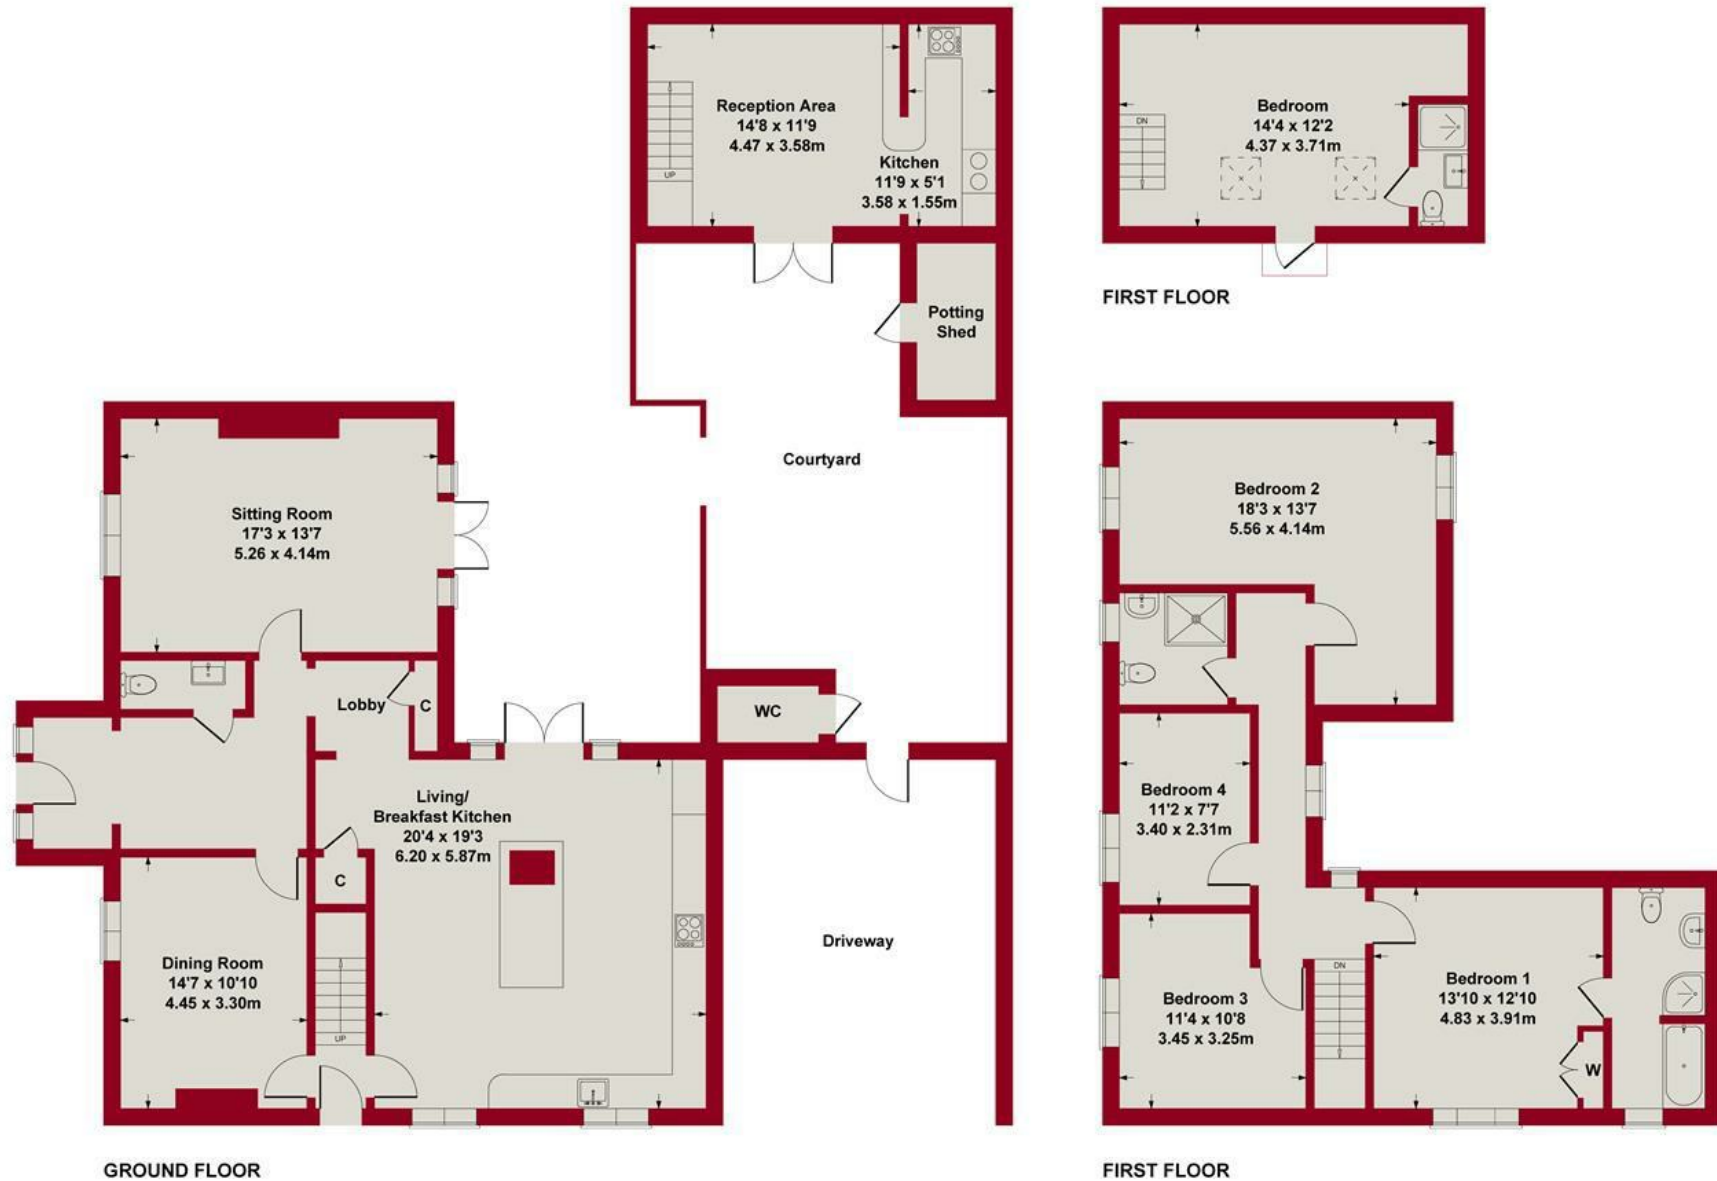 Reception Area
14'8 x 11'9
4.47 x 3.58m
UP
Kitchen
11'9 x 5'1
3.58 x 1.55m
Bedroom
14'4 x 12'2
4.37 x 3.71m
DN
FIRST FLOOR
Potting
Shed
Courtyard
Sitting Room
17'3 x 13'7
5.26 x 4.14m
Lobby
C
WC
Living/
Breakfast Kitchen
20'4 x 19'3
6.20 x 5.87m
C
Dining Room
14'7 x 10'10
4.45 x 3.30m
UP
Driveway
GROUND FLOOR
Bedroom 2
18'3 x 13'7
5.56 x 4.14m
Bedroom 4
11'2 x 7'7
3.40 x 2.31m
Bedroom 3
11'4 x 10'8
3.45 x 3.25m
DN
Bedroom 1
13'10 x 12'10
4.83 x 3.91m
W
FIRST FLOOR